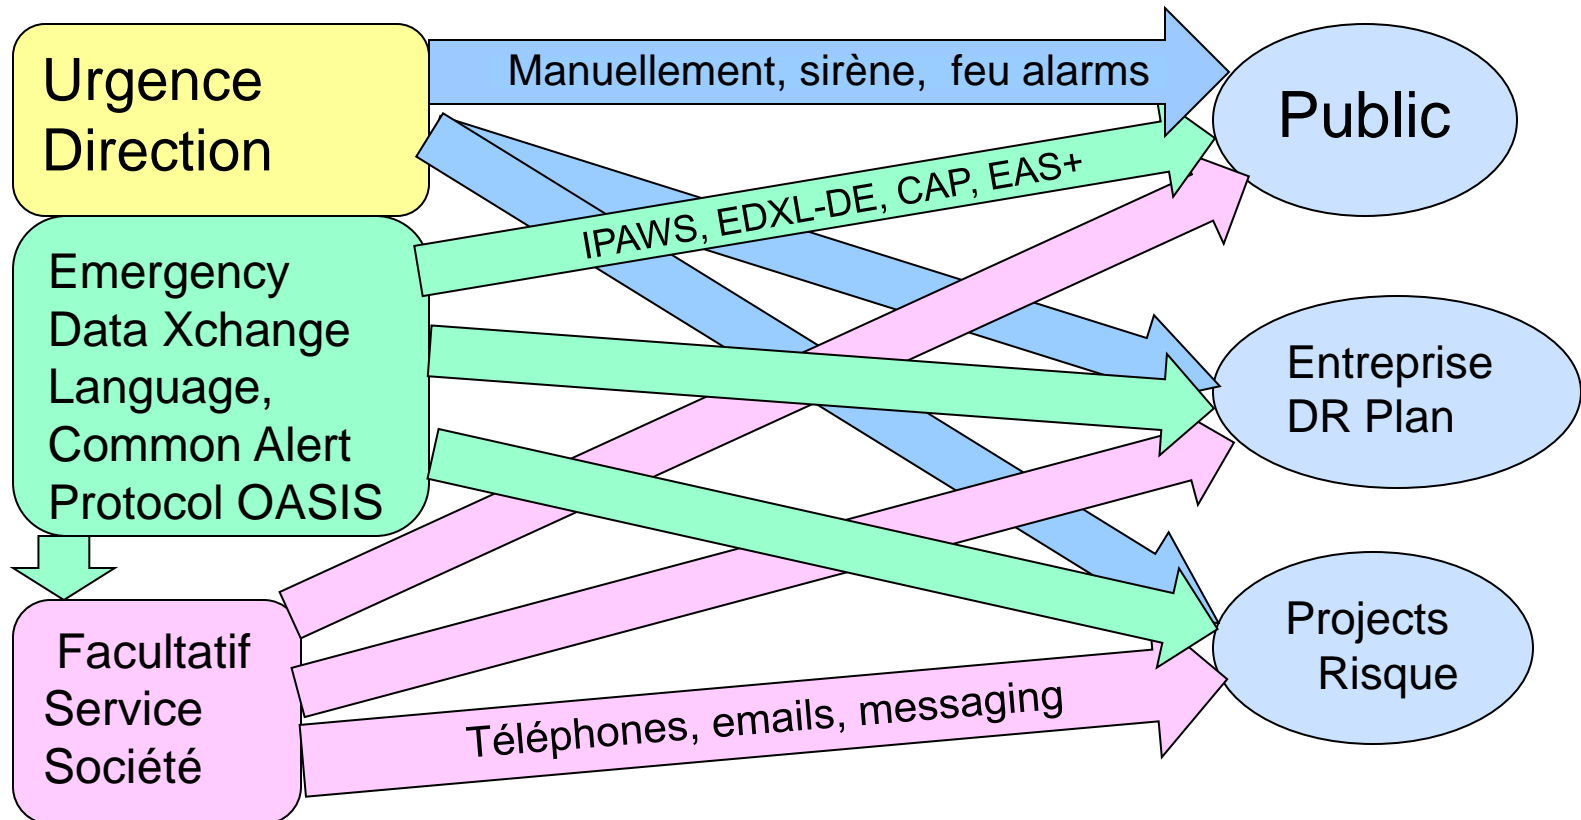 Urgence
Direction
Manuellement, sirène, feu alarms
Public
IPAWS, EDXL-DE, CAP, EAS+
Emergency
Data Xchange
Language,
Common Alert
Protocol OASIS
Entreprise
DR Plan
Facultatif
Service
Société
Téléphones, emails, messaging
Projects
Risque